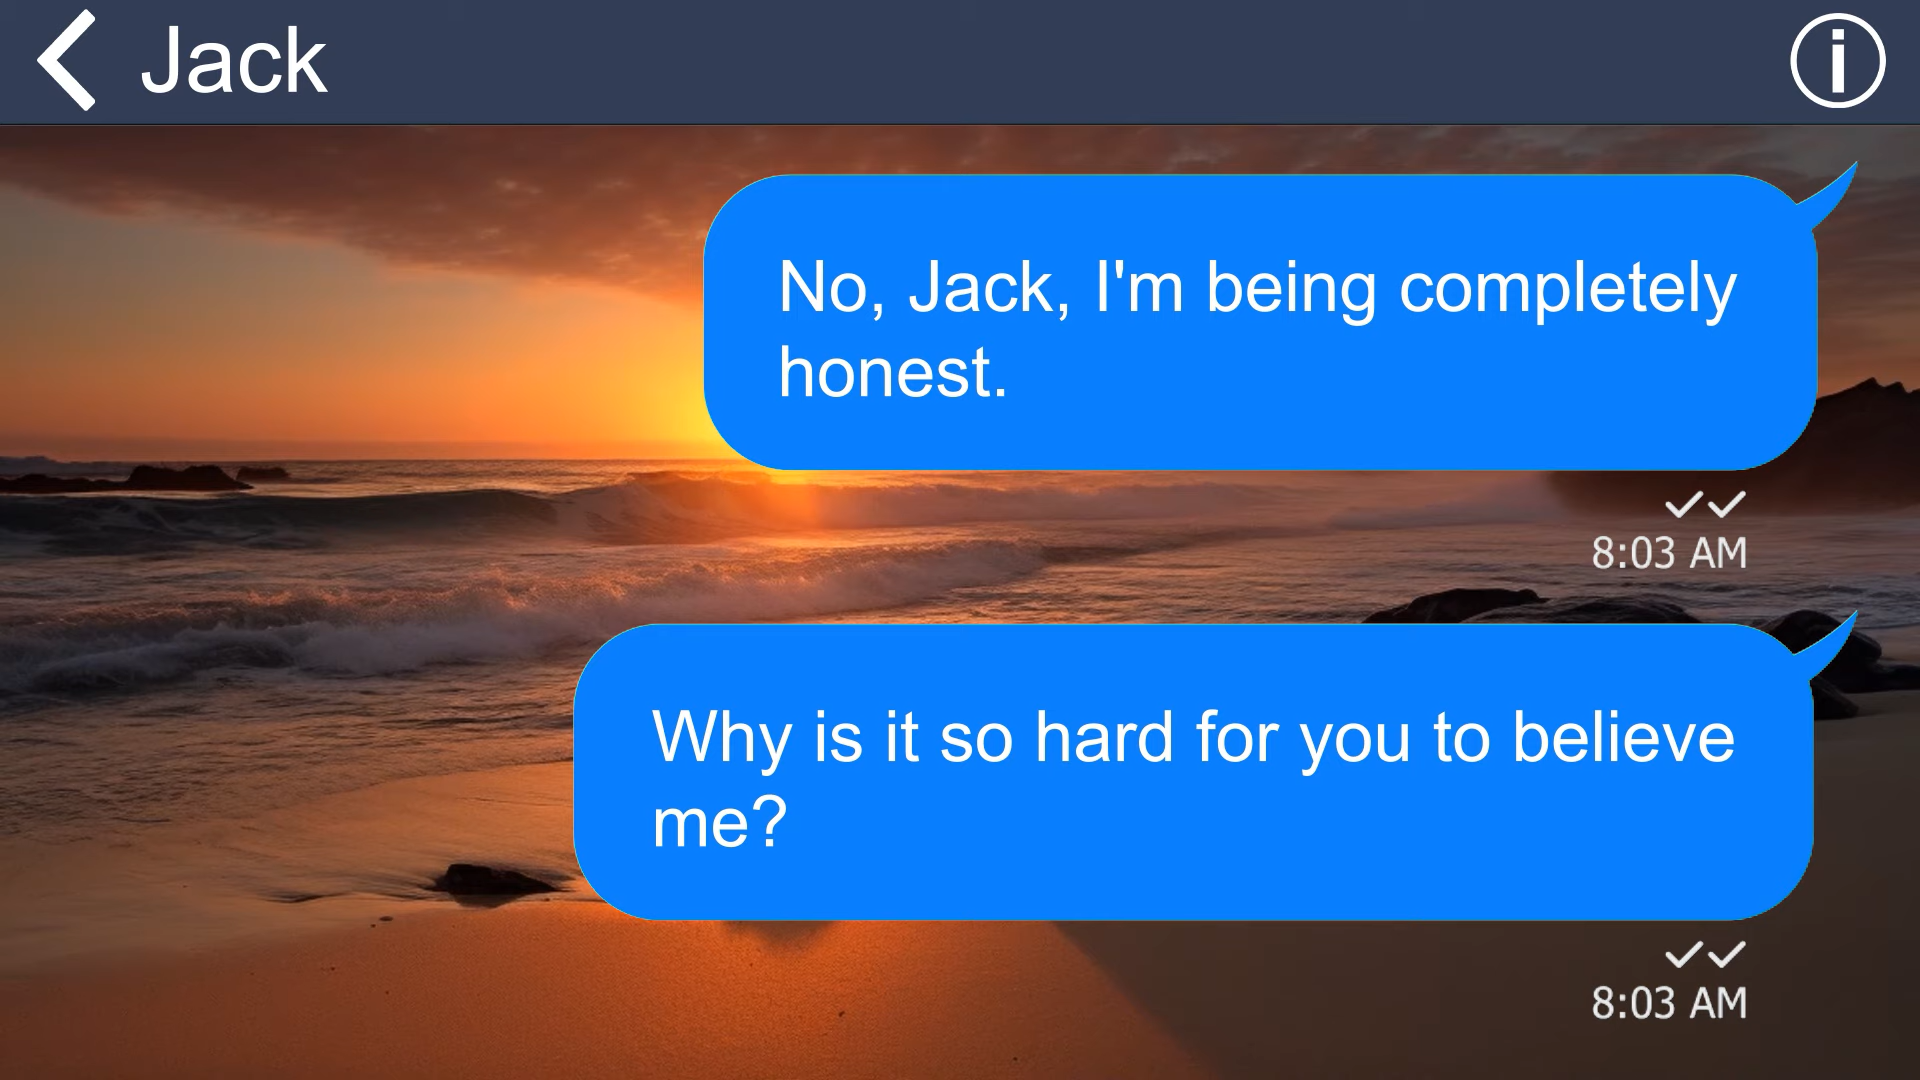 Jack
No, Jack, I'm being completely
honest.
8:03 AM
Why is it so hard for you to believe
me?
8:03 AM